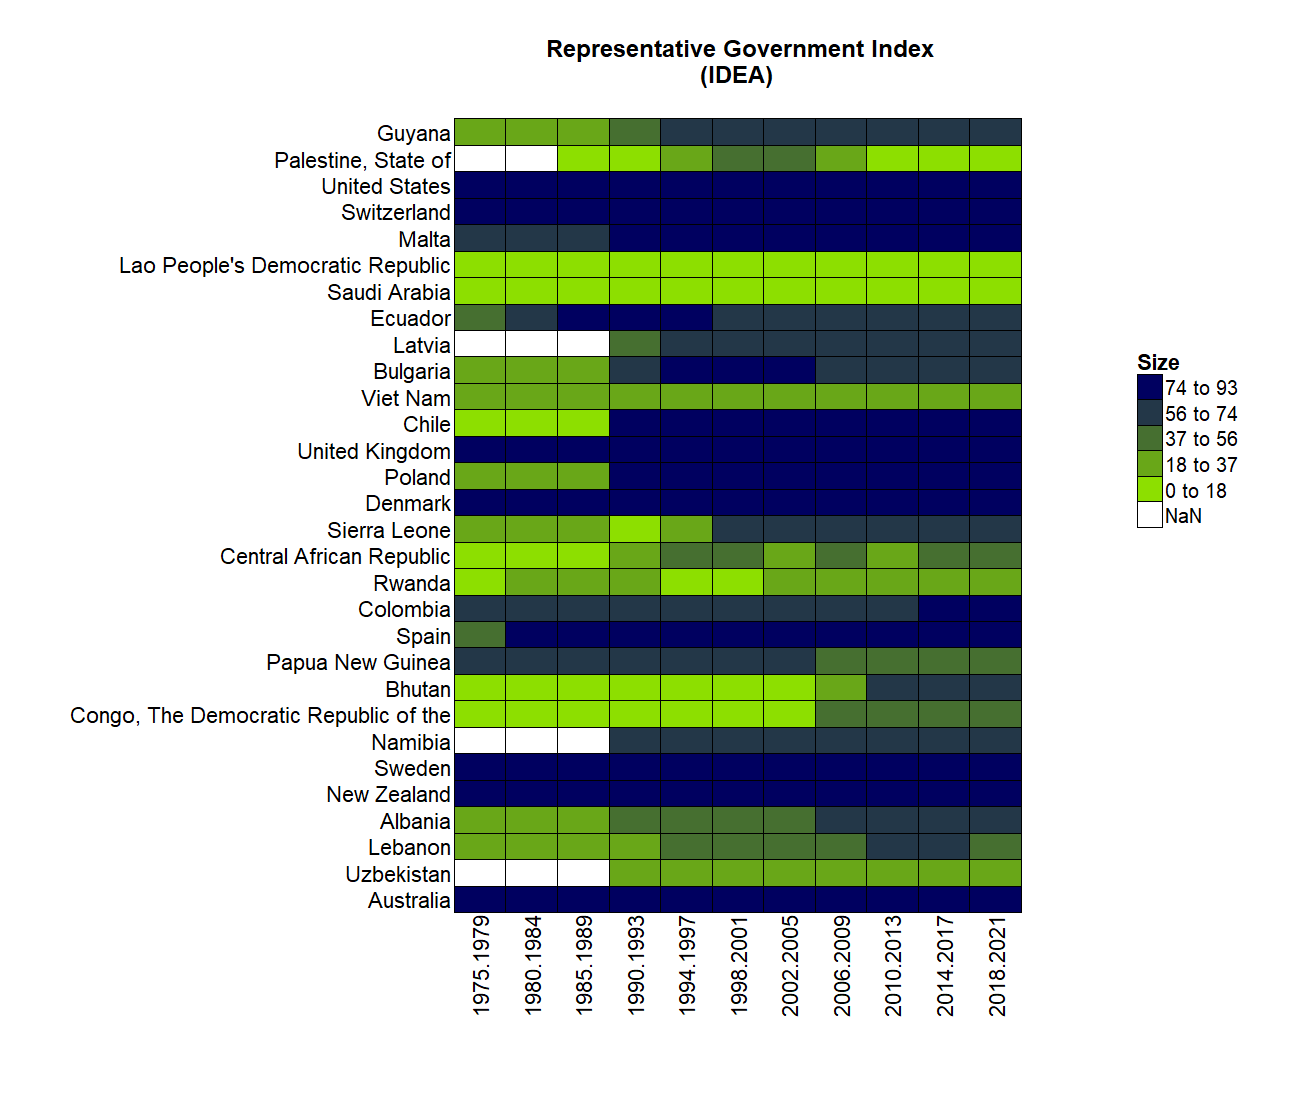 Representative Government Index
(IDEA)
Guyana
Palestine, State of
United States
Switzerland
Malta
Lao People's Democratic Republic
Saudi Arabia
Ecuador
Latvia
Bulgaria
Viet Nam
Chile
United Kingdom
Poland
Denmark
Sierra Leone
Central African Republic
Rwanda
Colombia
Spain
Papua New Guinea
Bhutan
Congo, The Democratic Republic of the
Namibia
Sweden
New Zealand
Albania
Lebanon
Uzbekistan
Australia
1975.1979
1980.1984
1985.1989
1990.1993
1994.1997
1998.2001
2002.2005
2006.2009
2010.2013
2014.2017
2018.2021
Size
74 to 93
56 to 74
37 to 56
18 to 37
0 to 18
NaN